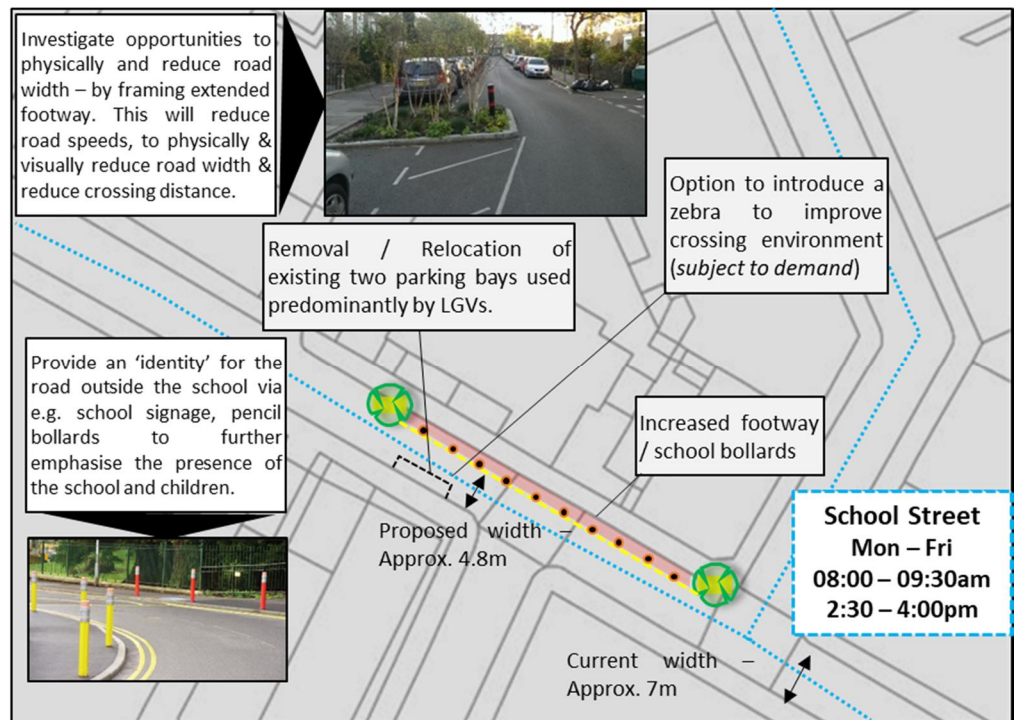 Investigate opportunities to
physically and reduce road
width – by framing extended
footway. This will reduce
road speeds, to physically &
visually reduce road width &
reduce crossing distance.
Option to introduce a
zebra to improve
crossing environment
(subject to demand)
Removal / Relocation of
existing two parking bays used
predominantly by LGVs.
Provide an ‘identity’ for the
road outside the school via
e.g. school signage, pencil
bollards to further
emphasise the presence of
the school and children.
Increased footway
/ school bollards
Proposed width –
Approx. 4.8m
School Street
Mon – Fri
08:00 – 09:30am
2:30 – 4:00pm
Current width –
Approx. 7m